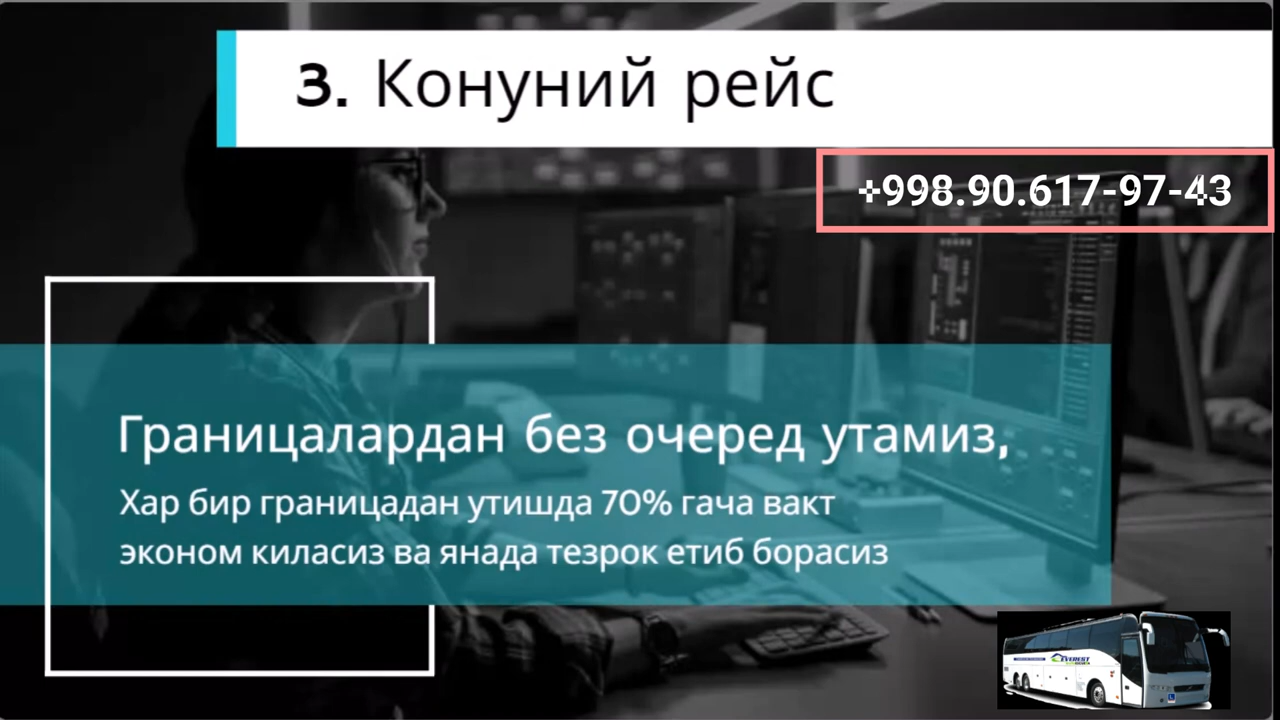 3. Конуний рейс
+998.90.617-97-43
Границалардан без очеред утамиз,
Хар бир границадан утишда 70% гача вакт
эконом киласиз ва янада тезрок етиб борасиз
EVEREST